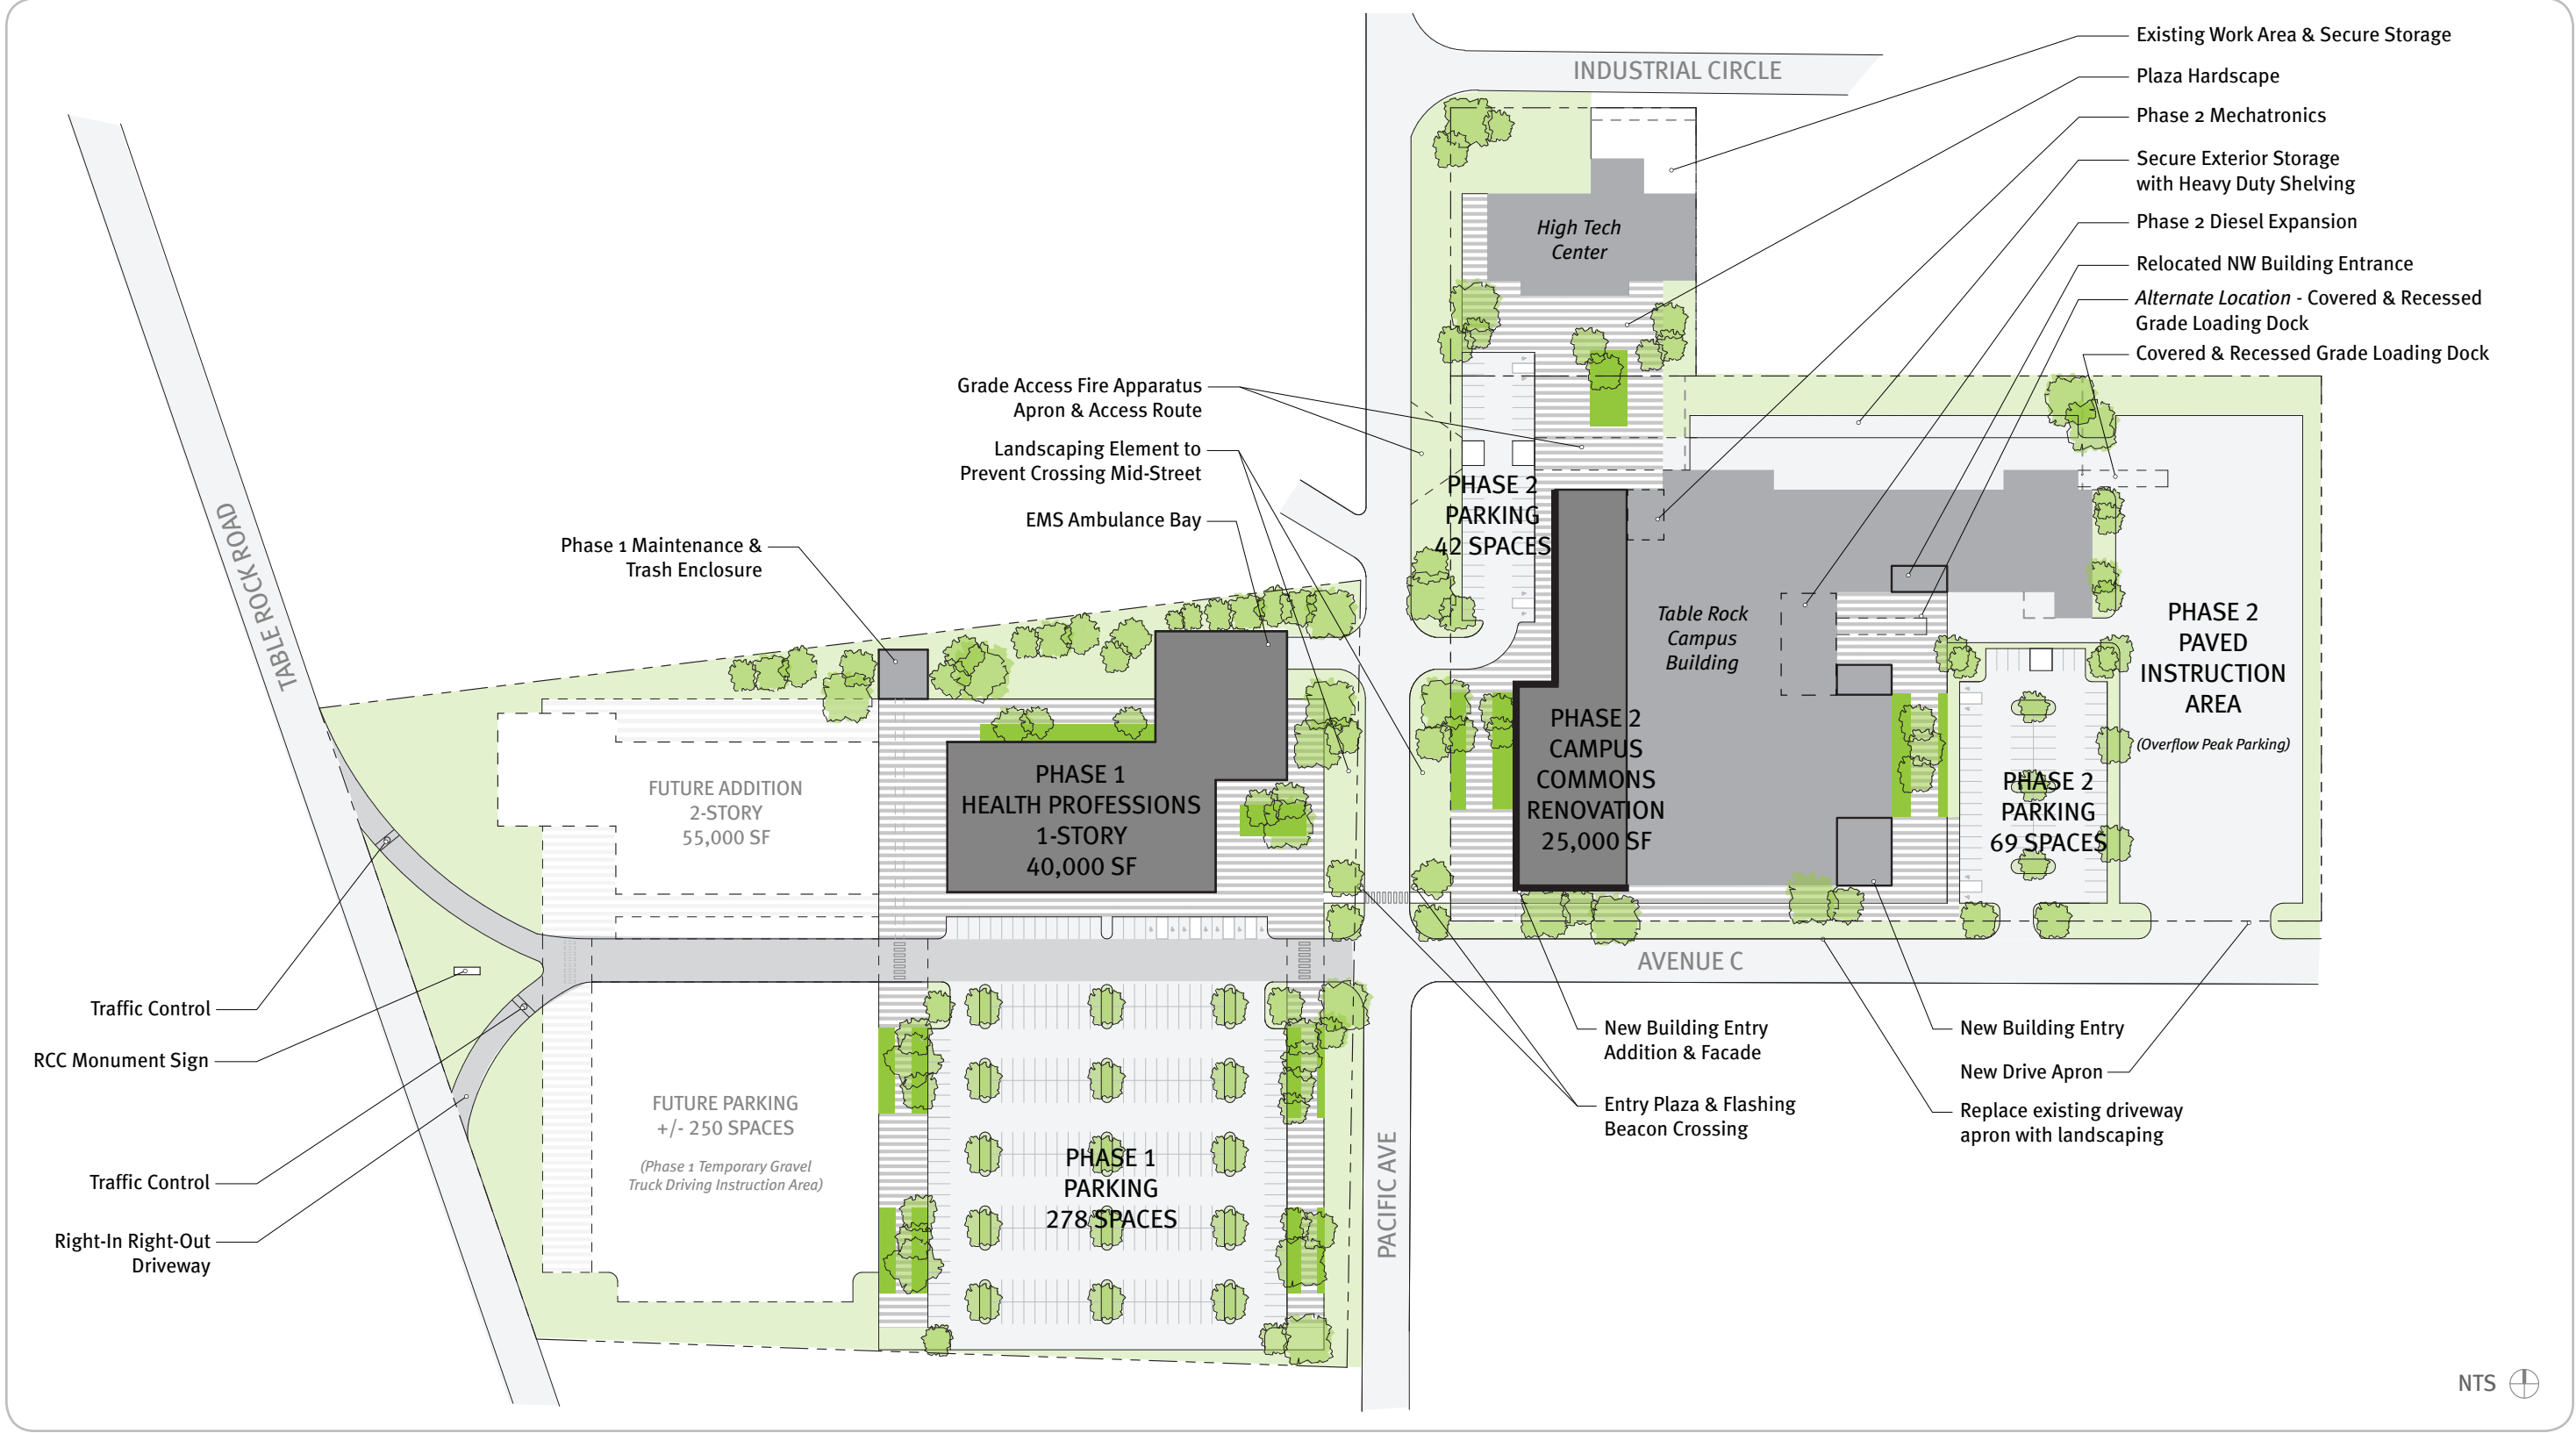 INDUSTRIAL CIRCLE
Existing Work Area & Secure Storage
Plaza Hardscape
Phase 2 Mechatronics
Secure Exterior Storage
with Heavy Duty Shelving
Phase 2 Diesel Expansion
Relocated NW Building Entrance
Alternate Location - Covered & Recessed
Grade Loading Dock
Covered & Recessed Grade Loading Dock
High Tech
Center
Grade Access Fire Apparatus
Apron & Access Route
Landscaping Element to
Prevent Crossing Mid-Street
EMS Ambulance Bay
Phase 1 Maintenance &
Trash Enclosure
TABLE ROCK ROAD
PHASE 2
PARKING
42 SPACES
Table Rock
Campus
Building
PHASE 2
PAVED
INSTRUCTION
AREA
(Overflow Peak Parking)
PHASE 2
CAMPUS
COMMONS
RENOVATION
25,000 SF
PHASE 2
PARKING
69 SPACES
FUTURE ADDITION
2-STORY
55,000 SF
PHASE 1
HEALTH PROFESSIONS
1-STORY
40,000 SF
AVENUE C
Traffic Control
RCC Monument Sign
Traffic Control
Right-In Right-Out
Driveway
FUTURE PARKING
+/- 250 SPACES
(Phase 1 Temporary Gravel
Truck Driving Instruction Area)
PHASE 1
PARKING
278 SPACES
PACIFIC AVE
New Building Entry
Addition & Facade
Entry Plaza & Flashing
Beacon Crossing
New Building Entry
New Drive Apron
Replace existing driveway
apron with landscaping
NTS